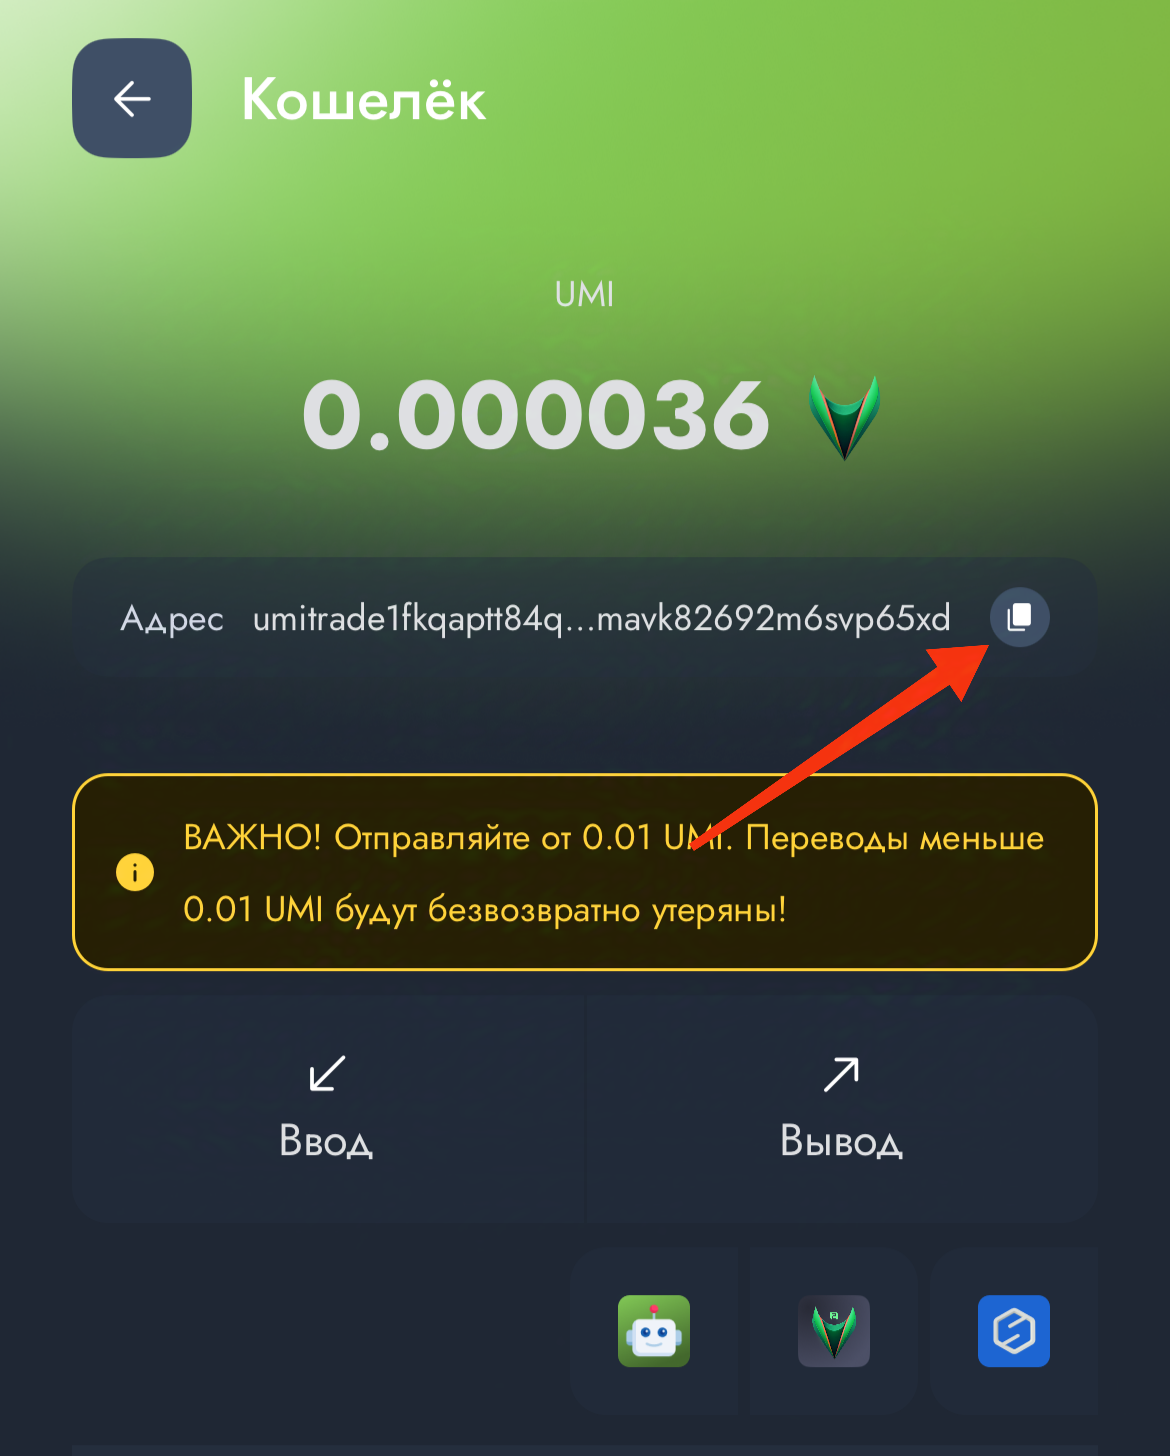 Кошелёк
UMI
0.000036
Адрес umitrade1fkqaptt84q...mavk82692m6svp65xd
ВАЖНО! Отправляйте от 0.01 UMI. Переводы меньше
0.01 UMI будут безвозвратно утеряны!
Ввод Вывод